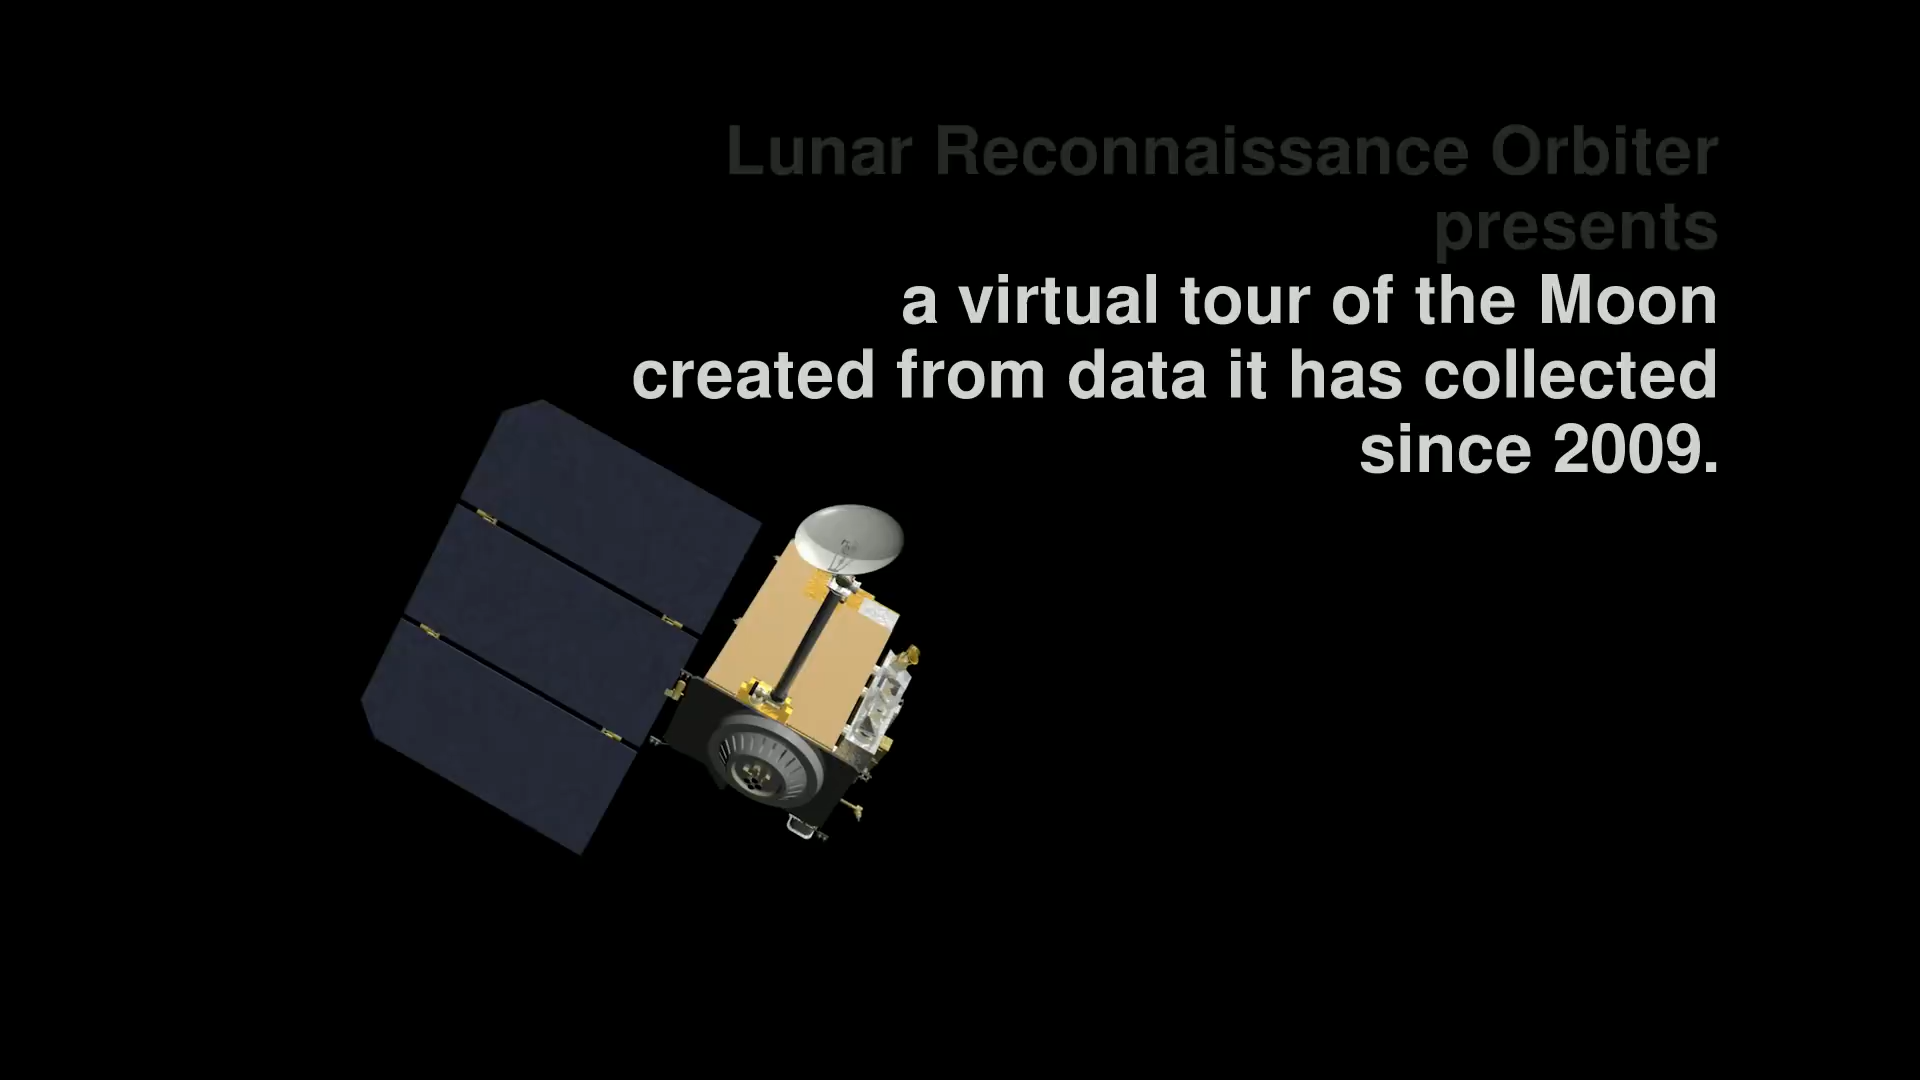 Lunar Reconnaissance Orbiter
presents
a virtual tour of the Moon
created from data it has collected
since 2009.